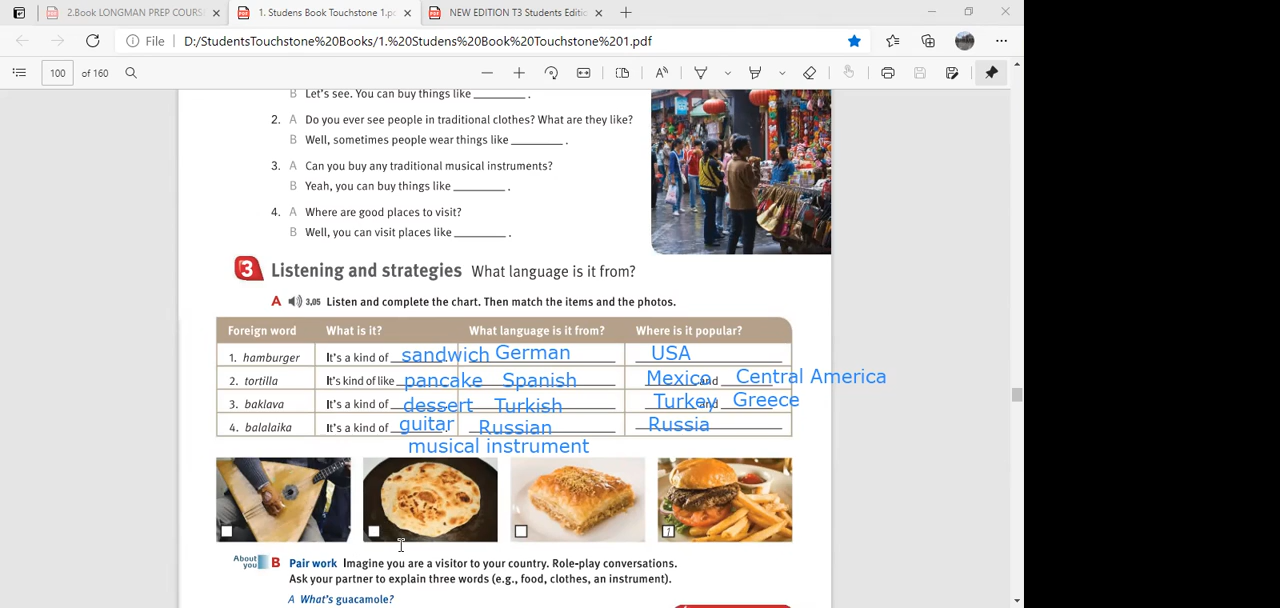 2.Book LONGMAN PREP COURS
1. Studens Book Touchstone 1.p
NEW EDITION T3 Students Editi
File
D:/StudentsTouchstone%20Books/1.%20Studens%20Book%20Touchstone%201.pdf
100 of 160
B Let's see. You can buy things like ________ .
2. A Do you ever see people in traditional clothes? What are they like?
B Well, sometimes people wear things like ________ .
3. A Can you buy any traditional musical instruments?
B Yeah, you can buy things like ________ .
4. A Where are good places to visit?
B Well, you can visit places like ________ .
3 Listening and strategies What language is it from?
A 3,05 Listen and complete the chart. Then match the items and the photos.
Foreign word What is it? What language is it from? Where is it popular?
1. hamburger It's a kind of sandwich German USA
2. tortilla It's kind of like pancake Spanish Mexico and Central America
3. baklava It's a kind of dessert Turkish Turkey and Greece
4. balalaika It's a kind of guitar Russian Russia
musical instrument
1
About you B Pair work Imagine you are a visitor to your country. Role-play conversations.
Ask your partner to explain three words (e.g., food, clothes, an instrument).
A What's guacamole?